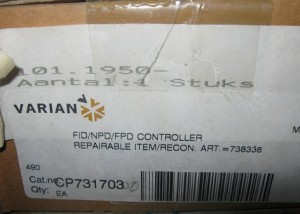 101.1950-
Aantal:1 Stuks
VARIAN
FID/NPD/FPD CONTROLLER
REPAIRABLE ITEM/RECON. ART.=738338
490
Cat.no CP731703
Qty: EA
M